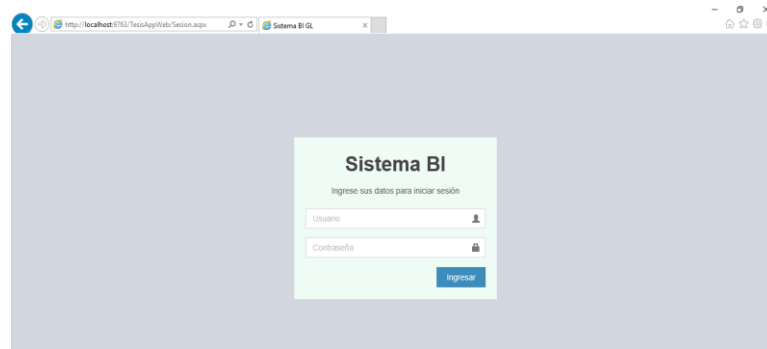 http://localhost:9763/TesisAppWeb/Sesion.aspx
Sistema BI GL
Sistema BI
Ingrese sus datos para iniciar sesión
Usuario
Contraseña
Ingresar